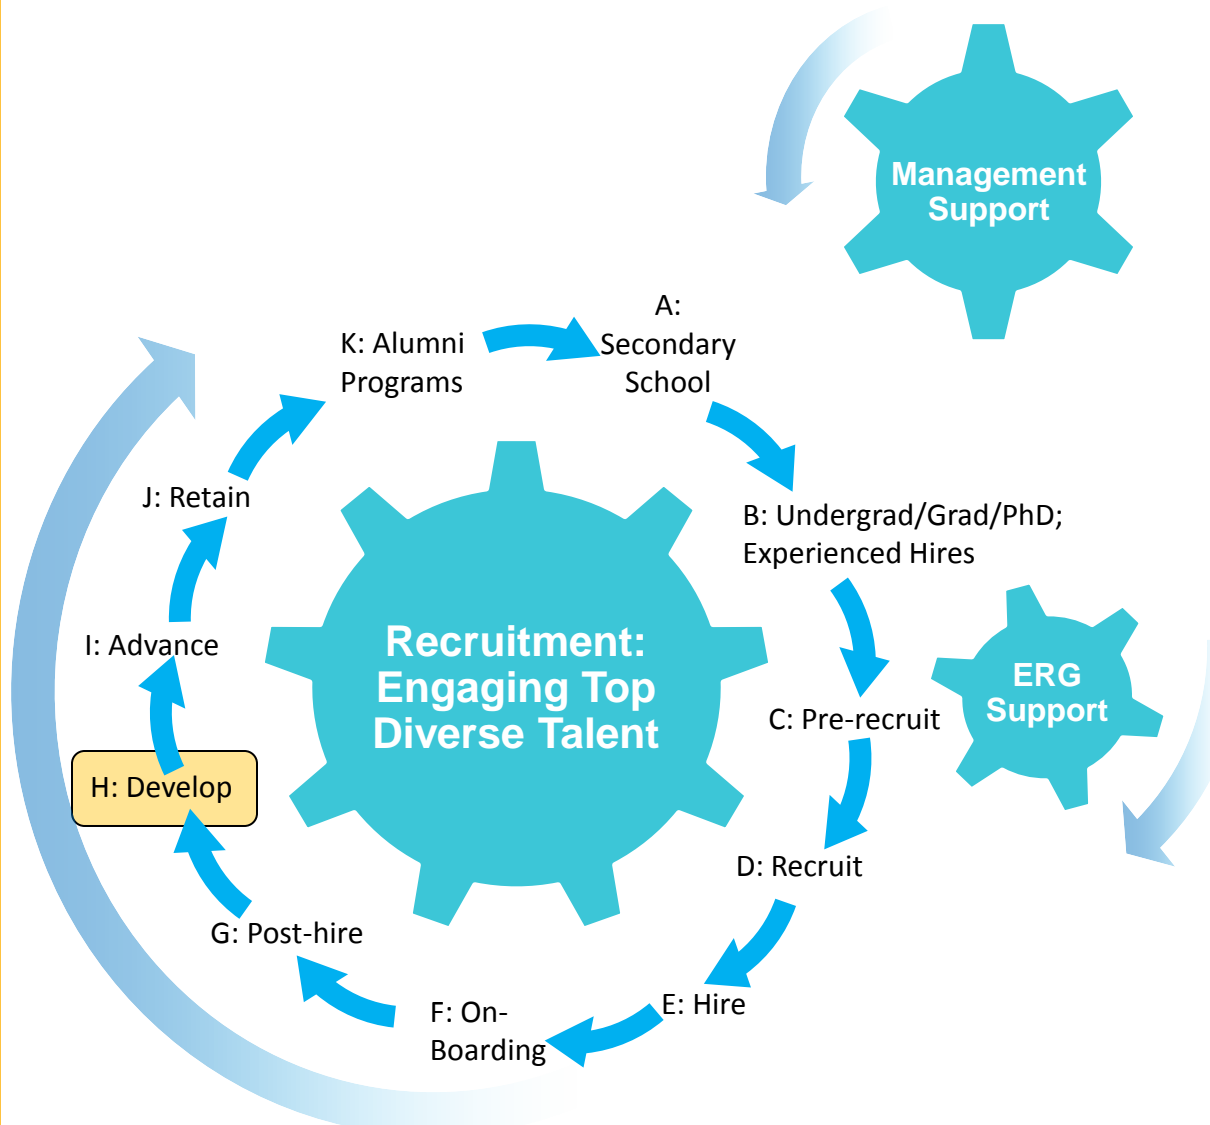 Management
Support
A:
Secondary
School
K: Alumni
Programs
J: Retain
B: Undergrad/Grad/PhD;
Experienced Hires
Recruitment:
Engaging Top
Diverse Talent
I: Advance
ERG
Support
C: Pre-recruit
H: Develop
D: Recruit
G: Post-hire
E: Hire
F: On-
Boarding